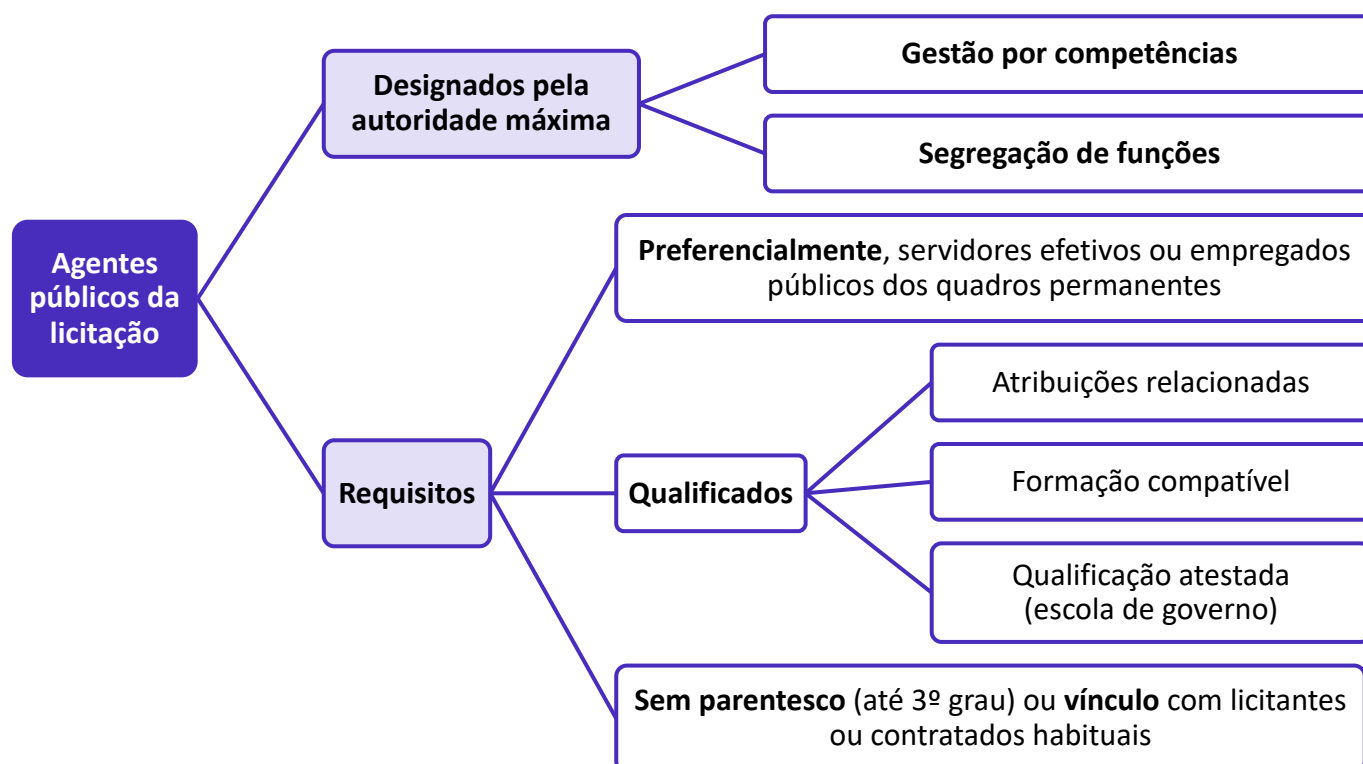 Agentes
públicos da
licitação
Designados pela
autoridade máxima
Gestão por competências
Segregação de funções
Requisitos
Preferencialmente, servidores efetivos ou empregados
públicos dos quadros permanentes
Qualificados
Atribuições relacionadas
Formação compatível
Qualificação atestada
(escola de governo)
Sem parentesco (até 3º grau) ou vínculo com licitantes
ou contratados habituais